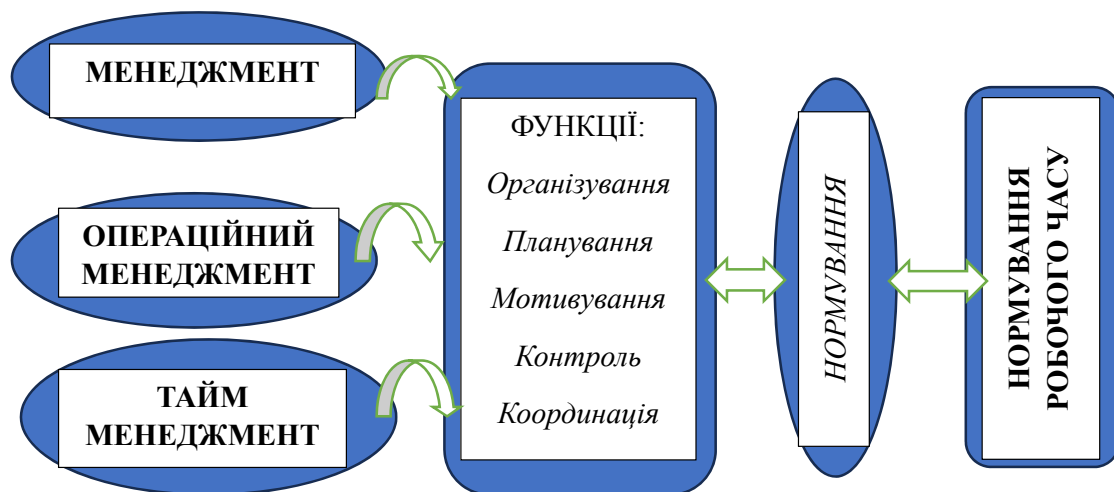 МЕНЕДЖМЕНТ
ОПЕРАЦІЙНИЙ
МЕНЕДЖМЕНТ
ТАЙМ
МЕНЕДЖМЕНТ
ФУНКЦІЇ:
Організування
Планування
Мотивування
Контроль
Координація
НОРМУВАННЯ
НОРМУВАННЯ
РОБОЧОГО ЧАСУ